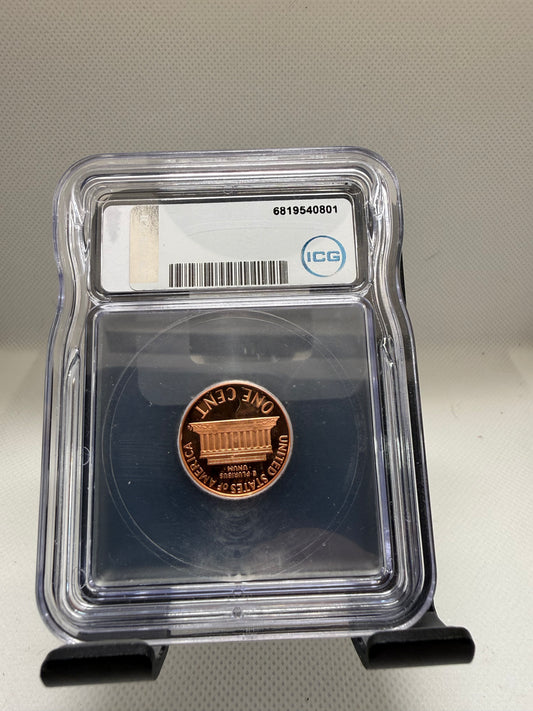 6819540801
ICG
UNITED STATES OF AMERICA
E PLURIBUS
UNUM
ONE CENT